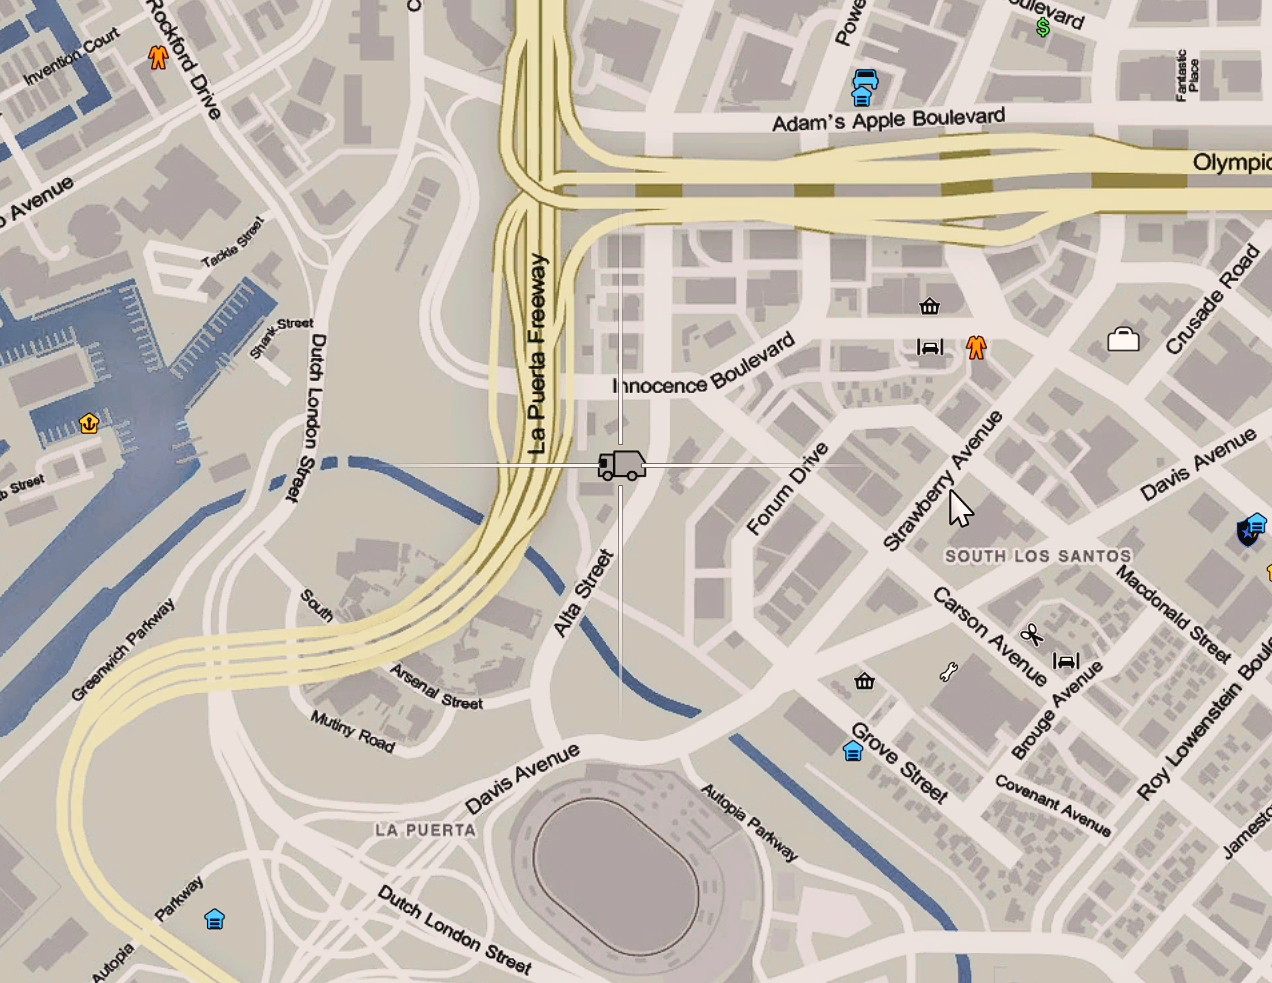 Rockford Drive
Invention Court
Powe
oulevard
$
Fantastic
Place
Adam's Apple Boulevard
Olympic
o Avenue
Tackle Street
Shank Street
Dutch London Street
La Puerta Freeway
Innocence Boulevard
Crusade Road
Davis Avenue
Strawberry Avenue
Forum Drive
b Street
SOUTH LOS SANTOS
Alta Street
South
Arsenal Street
Mutiny Road
Greenwich Parkway
Carson Avenue
Macdonald Street
Brouge Avenue
Roy Lowenstein Boule
Grove Street
Covenant Avenue
Jamesto
Davis Avenue
LA PUERTA
Autopia Parkway
Dutch London Street
Autopia Parkway